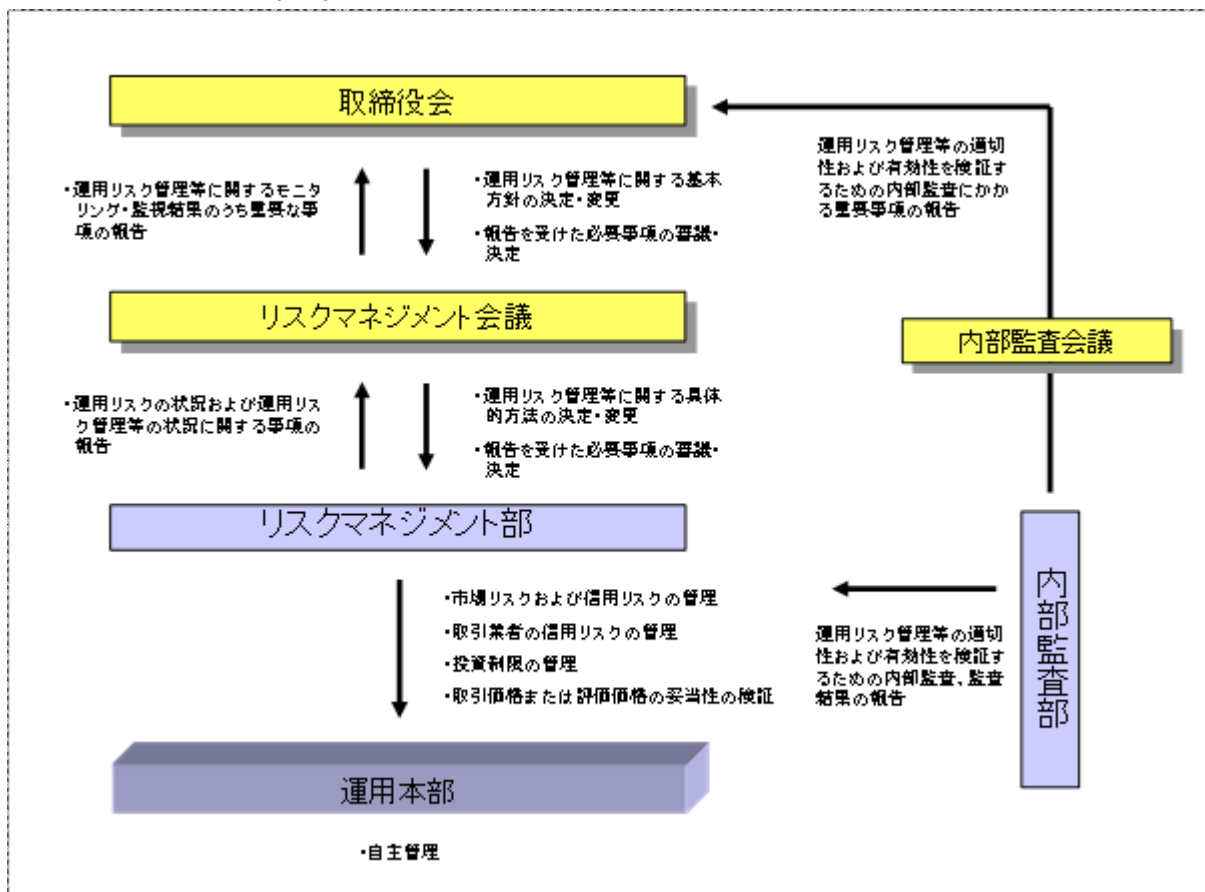 取締役会
・運用リスク管理等に関するモニタ
リング・監視結果のうち重要な事
項の報告
・運用リスク管理等に関する基本
方針の決定・変更
・報告を受けた必要事項の審議・
決定
運用リスク管理等の適切
性および有効性を検証す
るための内部監査にかか
る重要事項の報告
リスクマネジメント会議
内部監査会議
・運用リスクの状況および運用リス
ク管理等の状況に関する事項の
報告
・運用リスク管理等に関する具体
的方法の決定・変更
・報告を受けた必要事項の審議・
決定
リスクマネジメント部
内部監査部
・市場リスクおよび信用リスクの管理
・取引業者の信用リスクの管理
・投資制限の管理
・取引価格または評価価格の妥当性の検証
運用リスク管理等の適切
性および有効性を検証す
るための内部監査、監査
結果の報告
運用本部
・自主管理